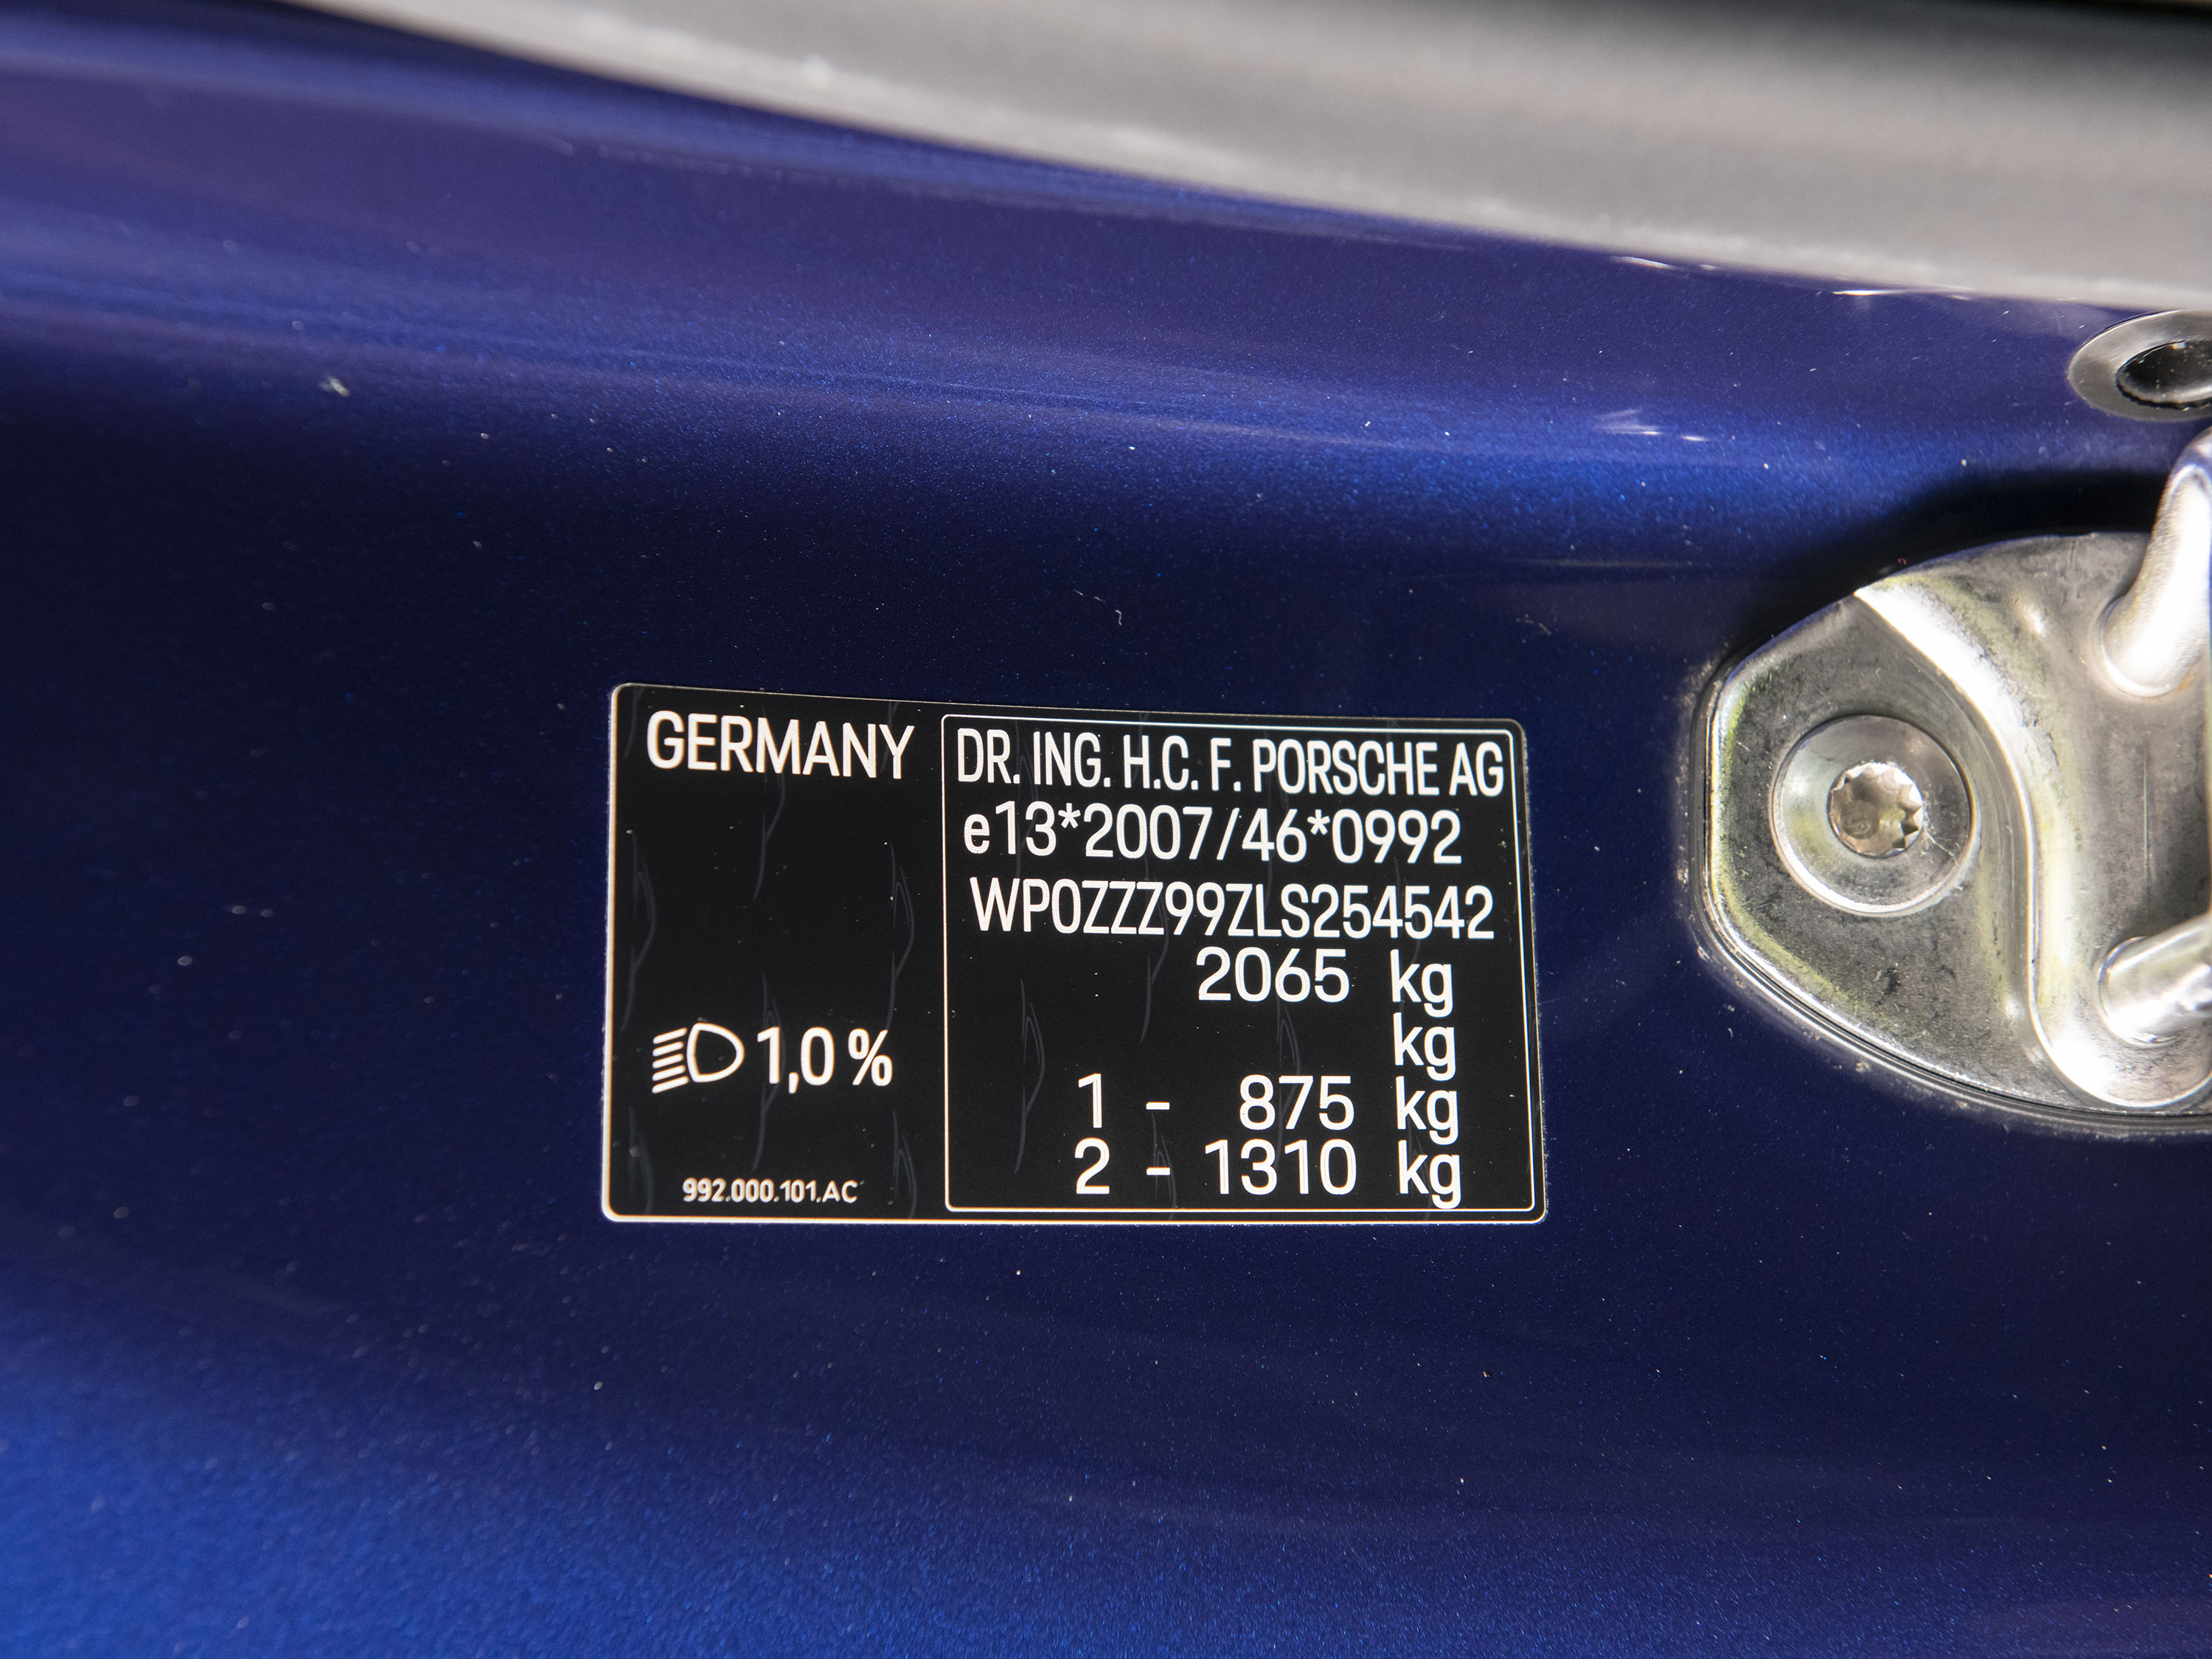 GERMANY
1,0 %
992.000.101.AC
DR. ING. H.C. F. PORSCHE AG
e13*2007/46*0992
WP0ZZZ99ZLS254542
2065 kg
kg
1 - 875 kg
2 - 1310 kg